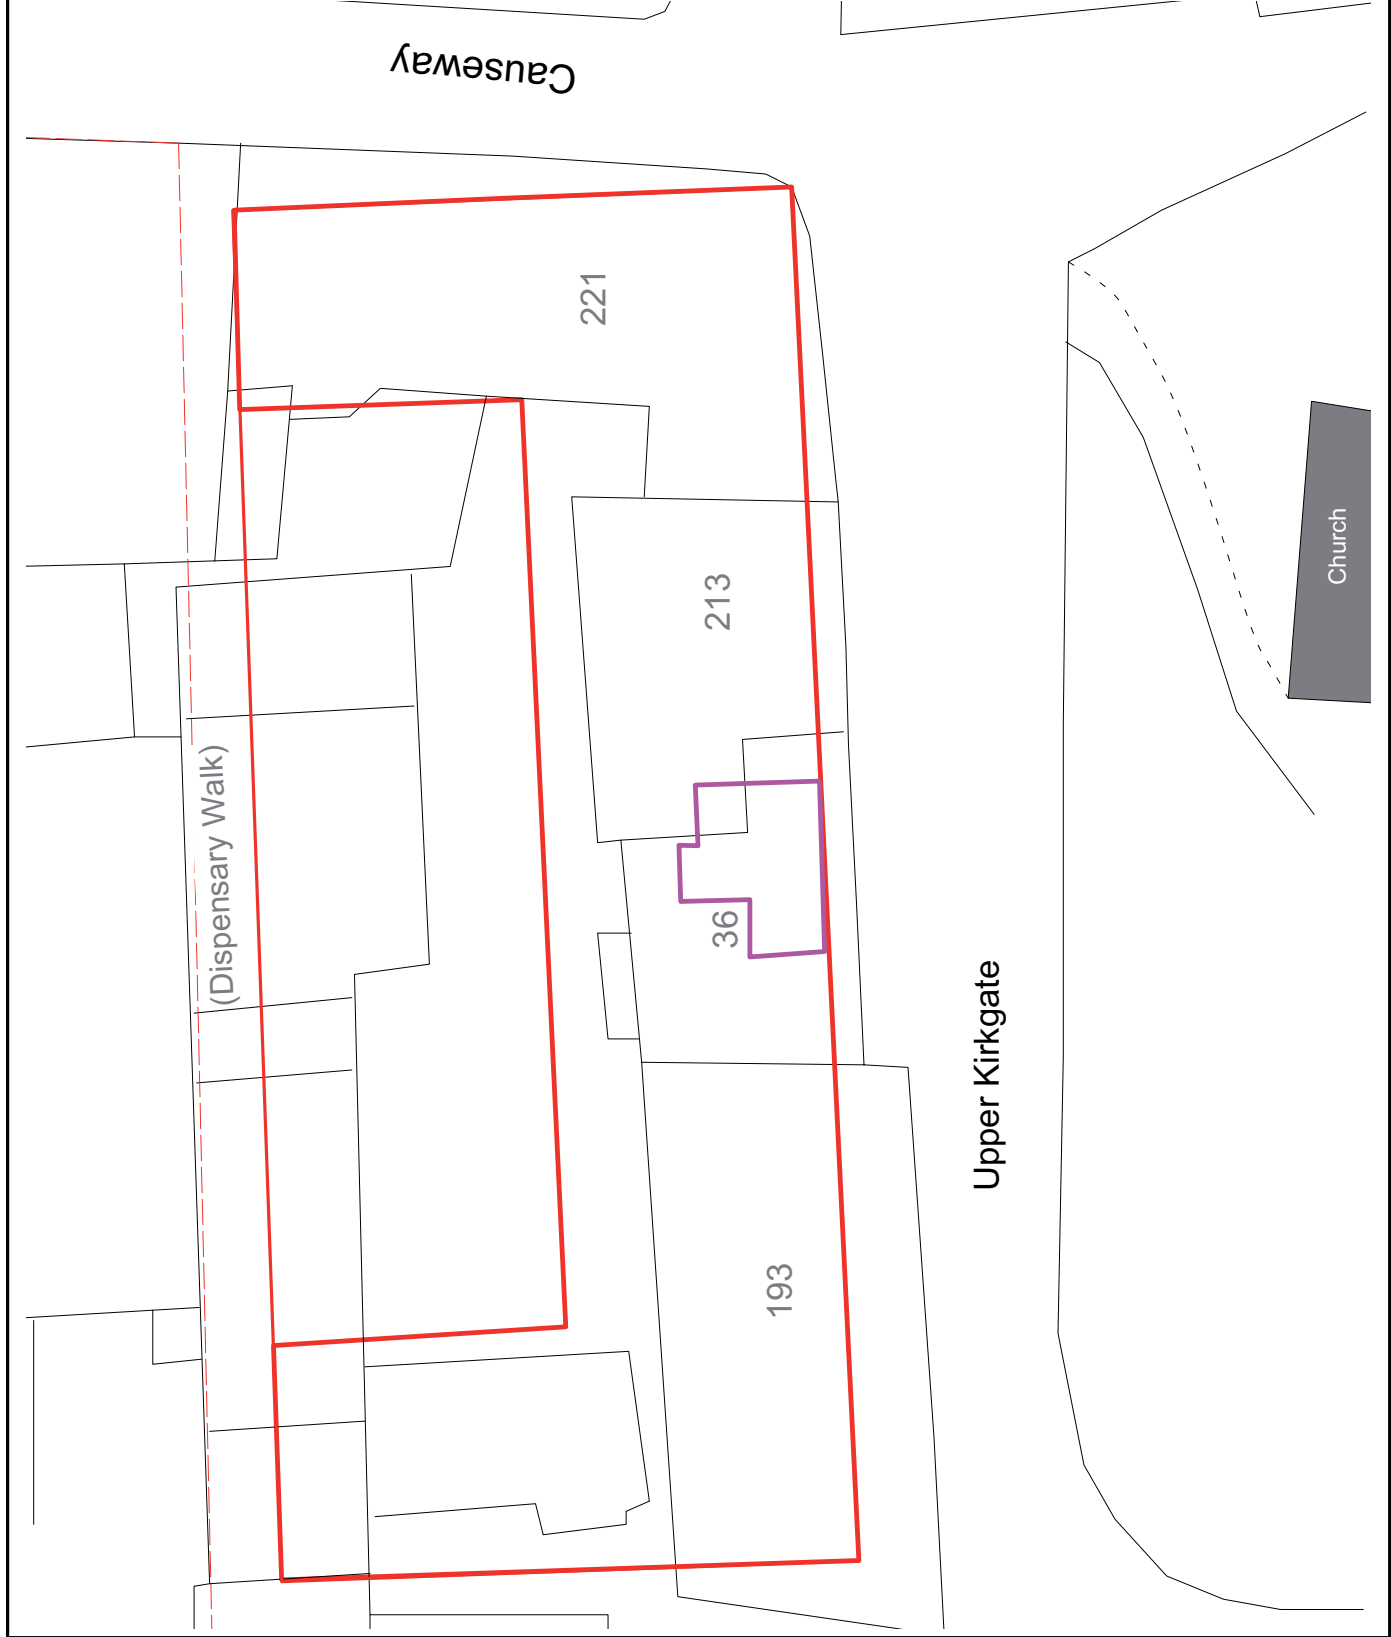 Causeway
221
213
Church
(Dispensary Walk)
36
Upper Kirkgate
193